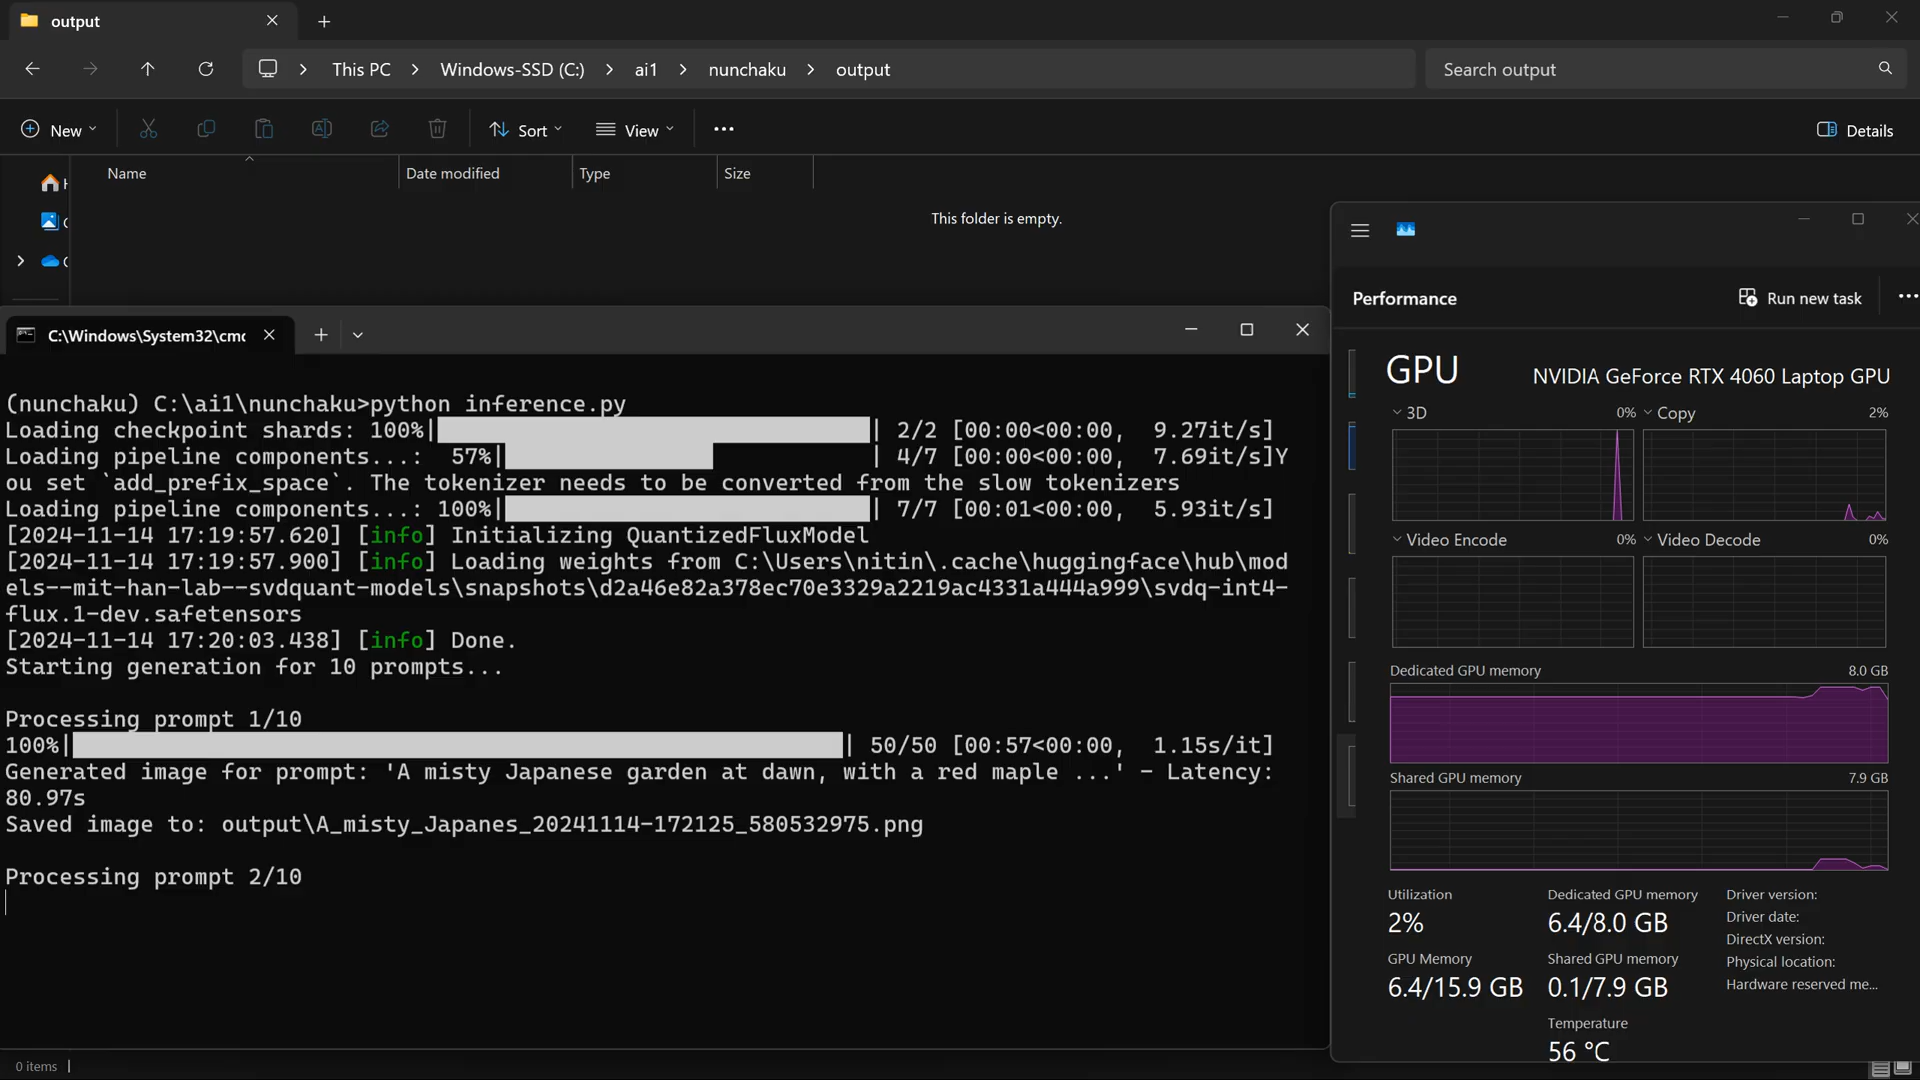 output
This PC
Windows-SSD (C:)
ai1
nunchaku
output
Search output
New
Sort
View
Details
Name
Date modified
Type
Size
This folder is empty.
C:\Windows\System32\cmd
(nunchaku) C:\ai1\nunchaku>python inference.py
Loading checkpoint shards: 100%| | 2/2 [00:00<00:00, 9.27it/s]
Loading pipeline components...: 57%| | 4/7 [00:00<00:00, 7.69it/s]Y
ou set `add_prefix_space`. The tokenizer needs to be converted from the slow tokenizers
Loading pipeline components...: 100%| | 7/7 [00:01<00:00, 5.93it/s]
[2024-11-14 17:19:57.620] [info] Initializing QuantizedFluxModel
[2024-11-14 17:19:57.900] [info] Loading weights from C:\Users\nitin\.cache\huggingface\hub\mod
els--mit-han-lab--svdquant-models\snapshots\d2a46e82a378ec70e3329a2219ac4331a444a999\svdq-int4-
flux.1-dev.safetensors
[2024-11-14 17:20:03.438] [info] Done.
Starting generation for 10 prompts...
Processing prompt 1/10
100%| | 50/50 [00:57<00:00, 1.15s/it]
Generated image for prompt: 'A misty Japanese garden at dawn, with a red maple ...' - Latency:
80.97s
Saved image to: output\A_misty_Japanes_20241114-172125_580532975.png
Processing prompt 2/10
0 items
Performance
Run new task
GPU
NVIDIA GeForce RTX 4060 Laptop GPU
3D 0%
Copy 2%
Video Encode 0%
Video Decode 0%
Dedicated GPU memory 8.0 GB
Shared GPU memory 7.9 GB
Utilization
2%
Dedicated GPU memory
6.4/8.0 GB
GPU Memory
6.4/15.9 GB
Shared GPU memory
0.1/7.9 GB
Temperature
56 °C
Driver version:
Driver date:
DirectX version:
Physical location:
Hardware reserved me...